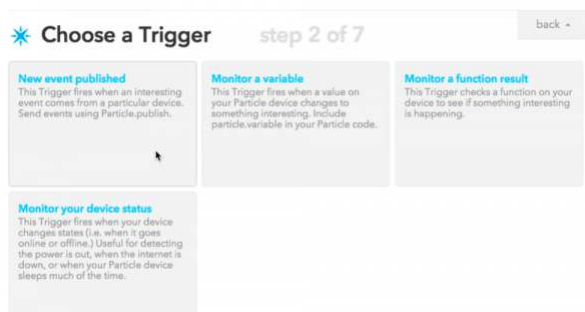 Choose a Trigger step 2 of 7
back
New event published
This Trigger fires when an interesting
event comes from a particular device.
Send events using Particle.publish.
Monitor a variable
This Trigger fires when a value on
your Particle device changes to
something interesting. Include
particle.variable in your Particle code.
Monitor a function result
This Trigger checks a function on your
device to see if something interesting
is happening.
Monitor your device status
This Trigger fires when your device
changes states (i.e. when it goes
online or offline.) Useful for detecting
the power is out, when the internet is
down, or when your Particle device
sleeps much of the time.